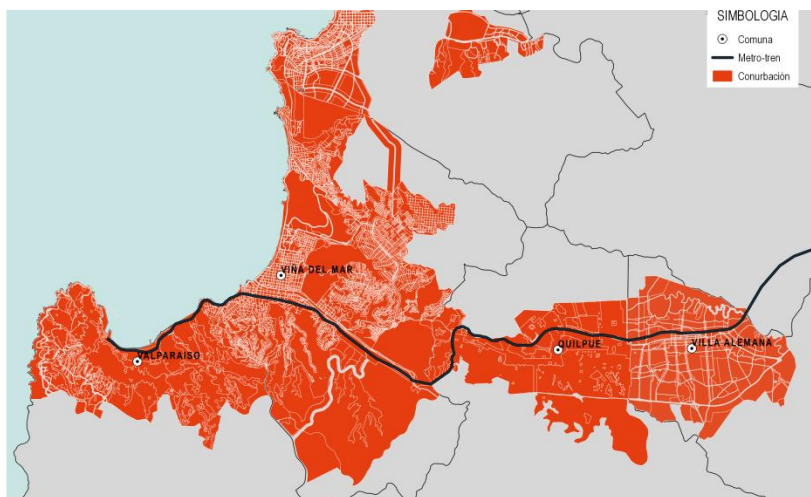 SIMBOLOGIA
Comuna
Metro-tren
Conurbación
VIÑA DEL MAR
VALPARAISO
QUILPUE
VILLA ALEMANA